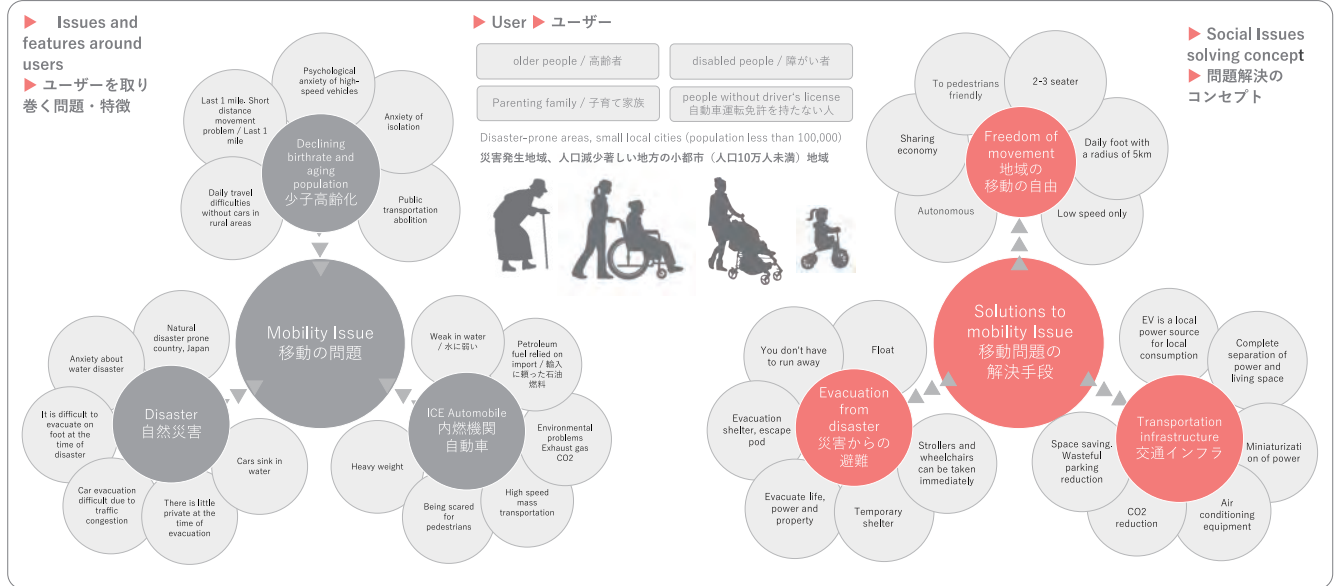 ▶ Issues and
features around
users
▶ ユーザーを取り
巻く問題・特徴
Psychological
anxiety of high-
speed vehicles
Last 1 mile. Short
distance
movement
problem / Last 1
mile
Anxiety of
isolation
Declining
birthrate and
aging
population
少子高齢化
Daily travel
difficulties
without cars in
rural areas
Public
transportation
abolition
Mobility Issue
移動の問題
Natural
disaster prone
country, Japan
Anxiety about
water disaster
It is difficult to
evacuate on
foot at the
time of
disaster
Disaster
自然災害
Cars sink in
water
Car evacuation
difficult due to
traffic
congestion
There is little
private at the
time of
evacuation
Weak in water
/ 水に弱い
Petroleum
fuel relied on
import / 輸入
に頼った石油
燃料
ICE Automobile
内燃機関
自動車
Environmental
problems
Exhaust gas
CO2
Heavy weight
High speed
mass
transportation
Being scared
for
pedestrians
▶ User ▶ ユーザー
older people / 高齢者
disabled people / 障がい者
Parenting family / 子育て家族
people without driver's license
自動車運転免許を持たない人
Disaster-prone areas, small local cities (population less than 100,000)
災害発生地域、人口減少著しい地方の小都市（人口10万人未満）地域
▶ Social Issues
solving concept
▶ 問題解決の
コンセプト
To pedestrians
friendly
2-3 seater
Sharing
economy
Freedom of
movement
地域の
移動の自由
Daily foot with
a radius of 5km
Autonomous
Low speed only
Solutions to
mobility Issue
移動問題の
解決手段
You don't have
to run away
Float
Evacuation
shelter, escape
pod
Evacuation
from
disaster
災害からの
避難
Strollers and
wheelchairs
can be taken
immediately
Evacuate life,
power and
property
Temporary
shelter
EV is a local
power source
for local
consumption
Complete
separation of
power and
living space
Space saving.
Wasteful
parking
reduction
Transportation
infrastructure
交通インフラ
Miniaturizati
on of power
CO2
reduction
Air
conditioning
equipment